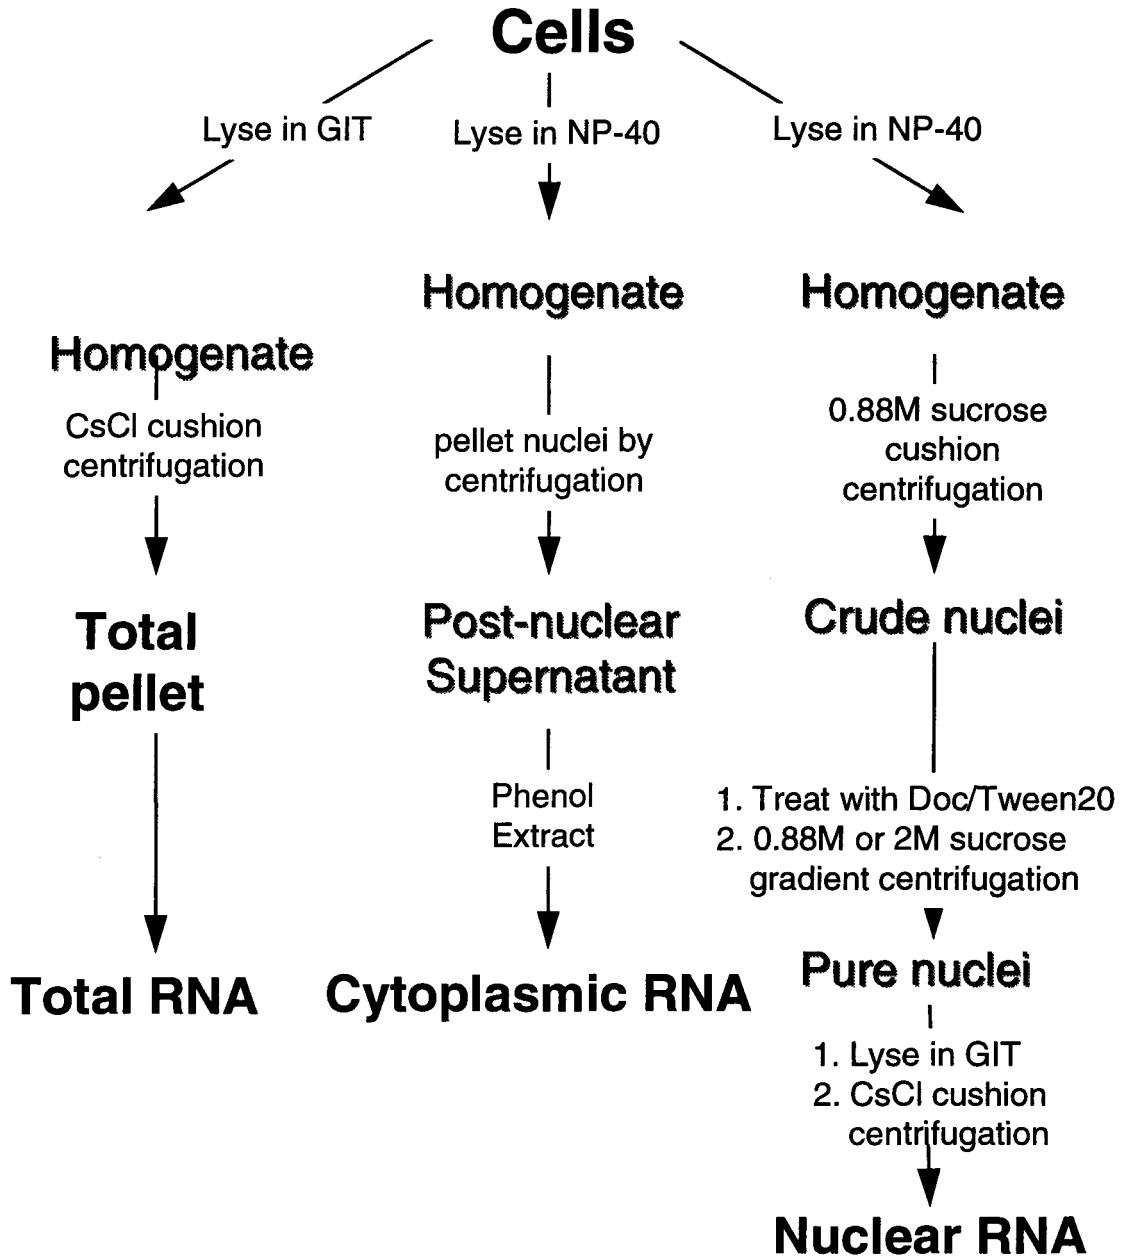 Cells
Lyse in GIT
Lyse in NP-40
Lyse in NP-40
Homogenate
CsCl cushion
centrifugation
Total
pellet
Total RNA
Homogenate
pellet nuclei by
centrifugation
Post-nuclear
Supernatant
Phenol
Extract
Cytoplasmic RNA
Homogenate
0.88M sucrose
cushion
centrifugation
Crude nuclei
1. Treat with Doc/Tween20
2. 0.88M or 2M sucrose
gradient centrifugation
Pure nuclei
1. Lyse in GIT
2. CsCl cushion
centrifugation
Nuclear RNA